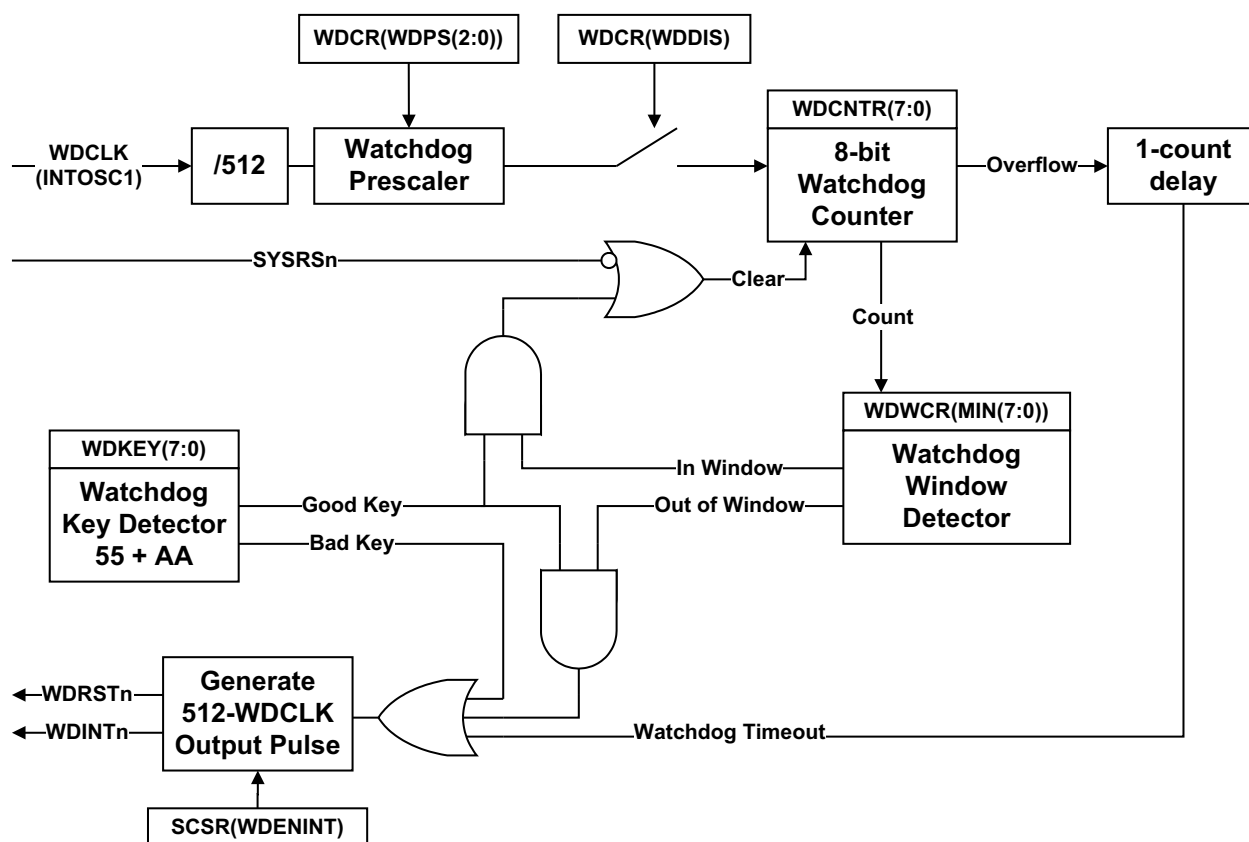 WDCR(WDPS(2:0))
WDCR(WDDIS)
WDCLK
(INTOSC1)
/512
Watchdog
Prescaler
WDCNTR(7:0)
8-bit
Watchdog
Counter
Overflow
1-count
delay
SYSRSn
Clear
Count
WDWCR(MIN(7:0))
Watchdog
Window
Detector
In Window
Out of Window
WDKEY(7:0)
Watchdog
Key Detector
55 + AA
Good Key
Bad Key
WDRSTn
WDINTn
Generate
512-WDCLK
Output Pulse
Watchdog Timeout
SCSR(WDENINT)